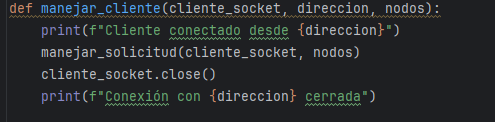 def manejar_cliente(cliente_socket, direccion, nodos):
    print(f"Cliente conectado desde {direccion}")
    manejar_solicitud(cliente_socket, nodos)
    cliente_socket.close()
    print(f"Conexión con {direccion} cerrada")